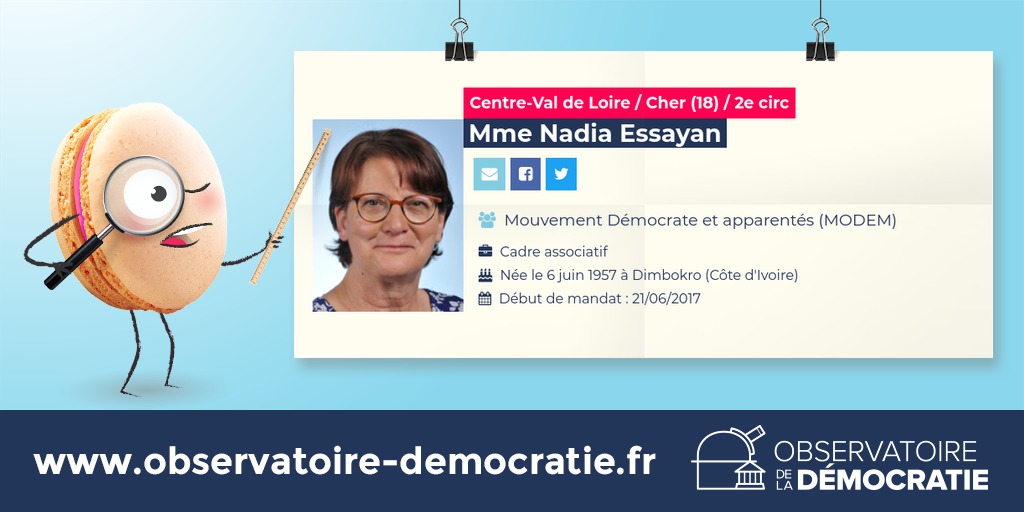 Centre-Val de Loire / Cher (18) / 2e circ
Mme Nadia Essayan
Mouvement Démocrate et apparentés (MODEM)
Cadre associatif
Née le 6 juin 1957 à Dimbokro (Côte d'Ivoire)
Début de mandat : 21/06/2017
www.observatoire-democratie.fr
OBSERVATOIRE
DE LA DÉMOCRATIE